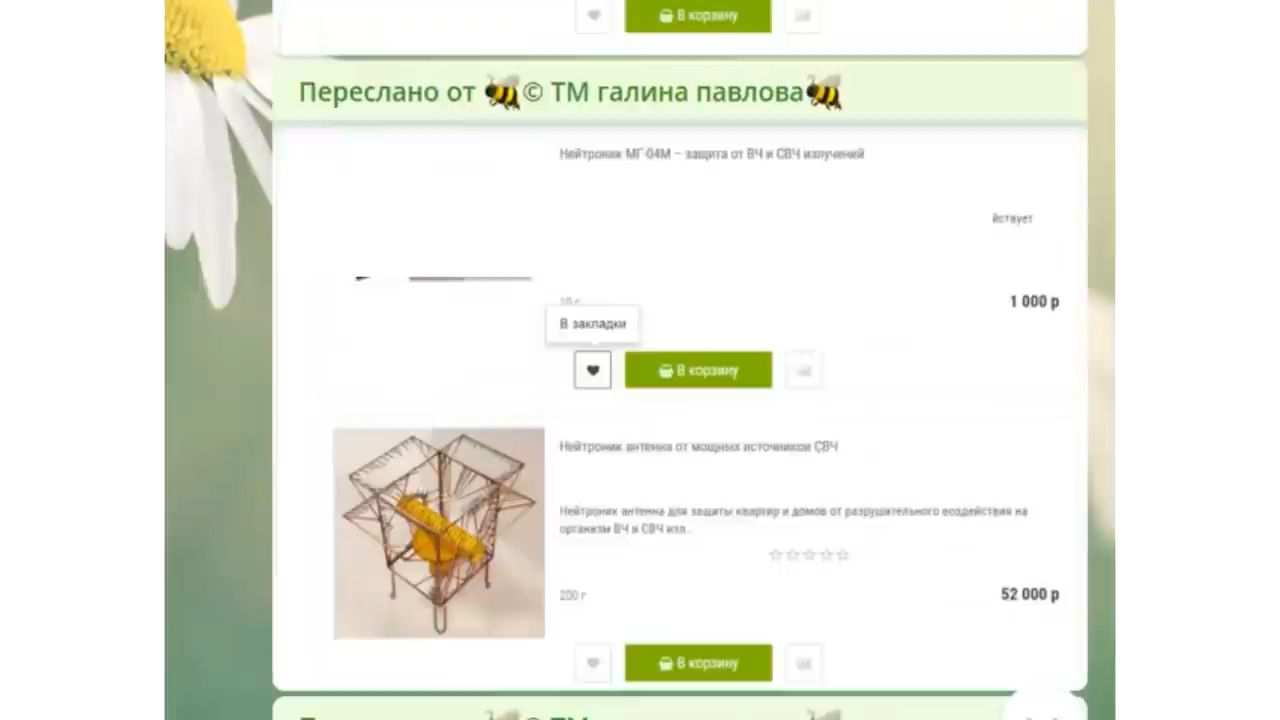 В корзину
Переслано от 🐝© ТМ галина павлова🐝
Нейтроник МГ-04М – защита от ВЧ и СВЧ излучений
йствует
10 г
1 000 р
В закладки
В корзину
Нейтроник антенна от мощных источников СВЧ
Нейтроник антенна для защиты квартир и домов от разрушительного воздействия на
организм ВЧ и СВЧ изл..
200 г
52 000 р
В корзину